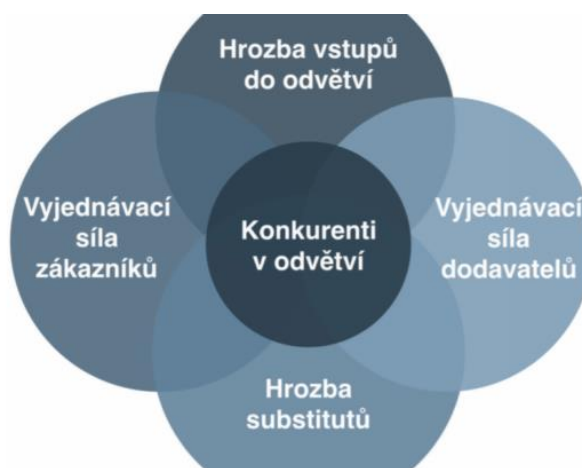 Hrozba vstupů
do odvětví
Vyjednávací
síla
zákazníků
Konkurenti
v odvětví
Vyjednávací
síla
dodavatelů
Hrozba
substitutů